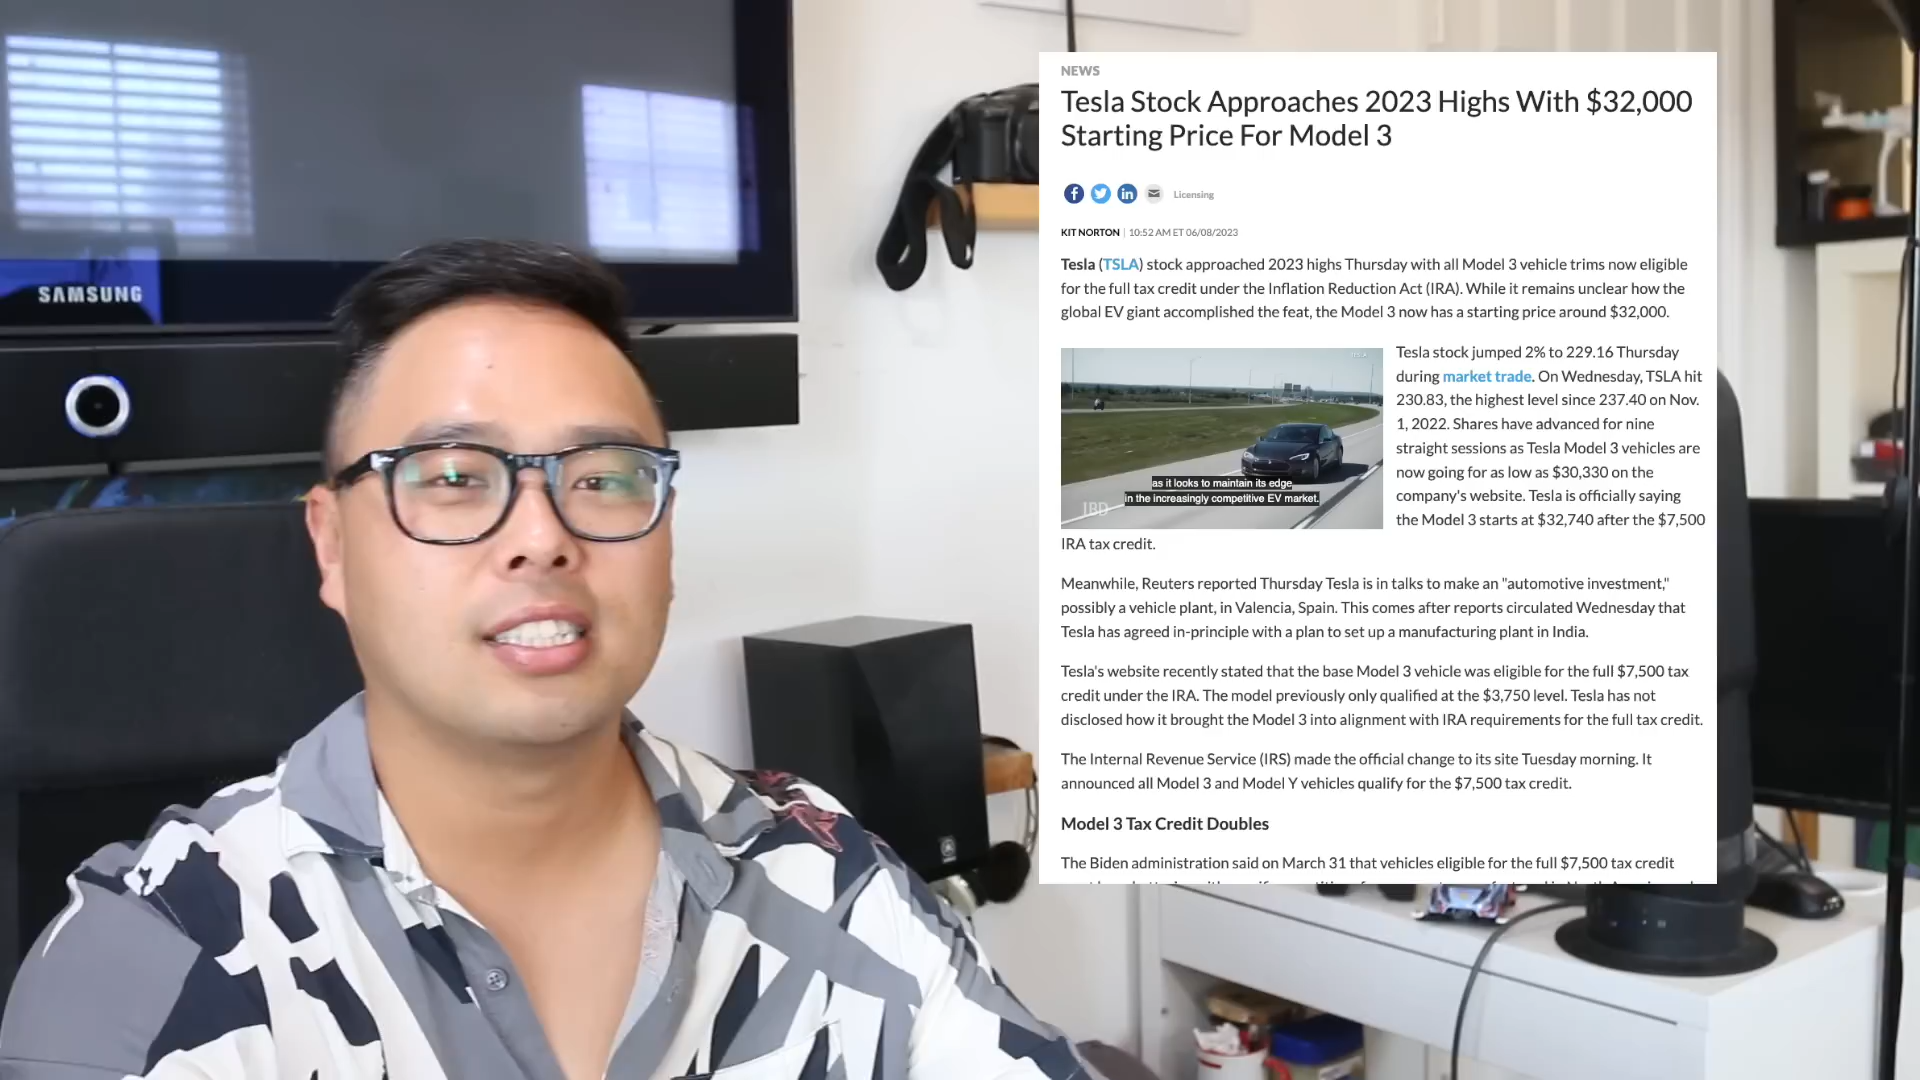 SAMSUNG
NEWS
Tesla Stock Approaches 2023 Highs With $32,000
Starting Price For Model 3
Licensing
KIT NORTON | 10:52 AM ET 06/08/2023
Tesla (TSLA) stock approached 2023 highs Thursday with all Model 3 vehicle trims now eligible
for the full tax credit under the Inflation Reduction Act (IRA). While it remains unclear how the
global EV giant accomplished the feat, the Model 3 now has a starting price around $32,000.
as it looks to maintain its edge
in the increasingly competitive EV market.
IBD
Tesla stock jumped 2% to 229.16 Thursday
during market trade. On Wednesday, TSLA hit
230.83, the highest level since 237.40 on Nov.
1, 2022. Shares have advanced for nine
straight sessions as Tesla Model 3 vehicles are
now going for as low as $30,330 on the
company's website. Tesla is officially saying
the Model 3 starts at $32,740 after the $7,500
IRA tax credit.
Meanwhile, Reuters reported Thursday Tesla is in talks to make an "automotive investment,"
possibly a vehicle plant, in Valencia, Spain. This comes after reports circulated Wednesday that
Tesla has agreed in-principle with a plan to set up a manufacturing plant in India.
Tesla's website recently stated that the base Model 3 vehicle was eligible for the full $7,500 tax
credit under the IRA. The model previously only qualified at the $3,750 level. Tesla has not
disclosed how it brought the Model 3 into alignment with IRA requirements for the full tax credit.
The Internal Revenue Service (IRS) made the official change to its site Tuesday morning. It
announced all Model 3 and Model Y vehicles qualify for the $7,500 tax credit.
Model 3 Tax Credit Doubles
The Biden administration said on March 31 that vehicles eligible for the full $7,500 tax credit